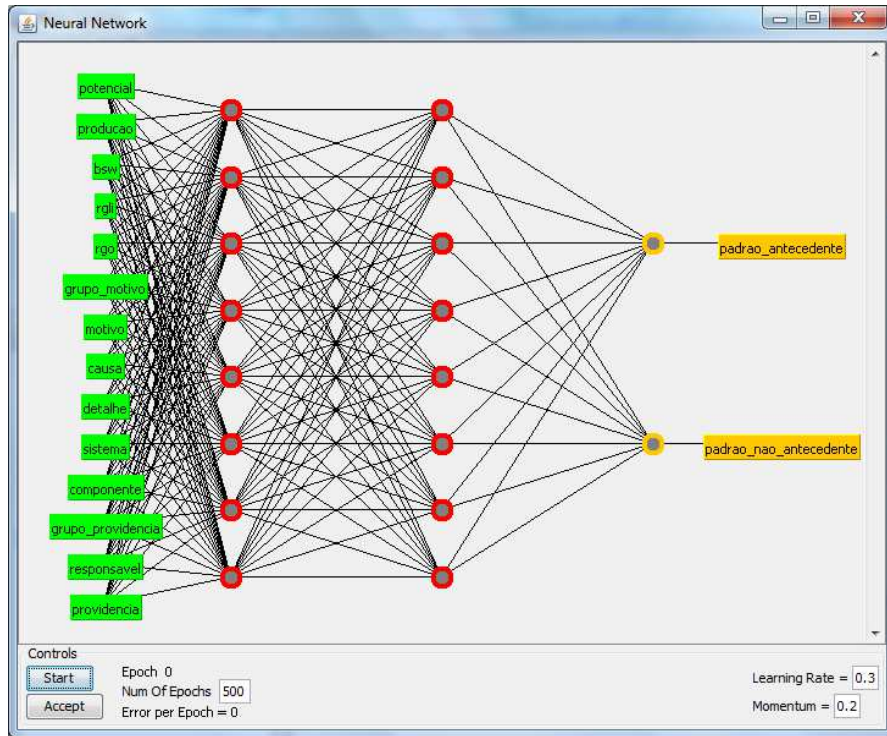 Neural Network
potencial
producao
bsw
rgli
rgo
grupo_motivo
motivo
causa
detalhe
sistema
componente
grupo_providencia
responsavel
providencia
padrao_antecedente
padrao_nao_antecedente
Controls
Start
Accept
Epoch 0
Num Of Epochs 500
Error per Epoch = 0
Learning Rate = 0.3
Momentum = 0.2